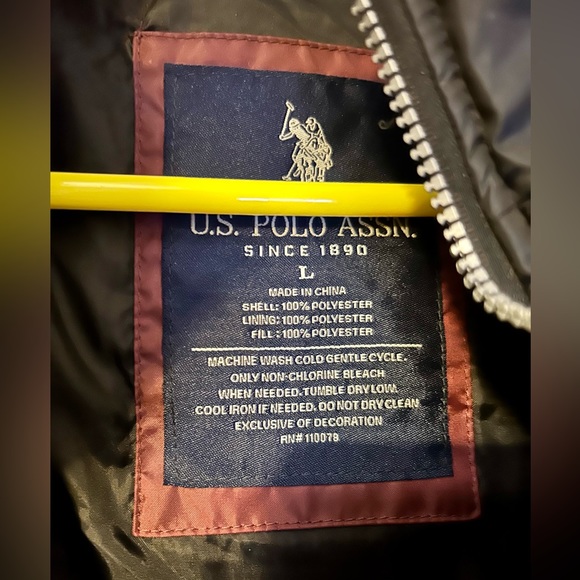 U.S. POLO ASSN.
SINCE 1890
L
MADE IN CHINA
SHELL: 100% POLYESTER
LINING: 100% POLYESTER
FILL: 100% POLYESTER
MACHINE WASH COLD GENTLE CYCLE.
ONLY NON-CHLORINE BLEACH
WHEN NEEDED. TUMBLE DRY LOW.
COOL IRON IF NEEDED. DO NOT DRY CLEAN
EXCLUSIVE OF DECORATION
RN# 110078